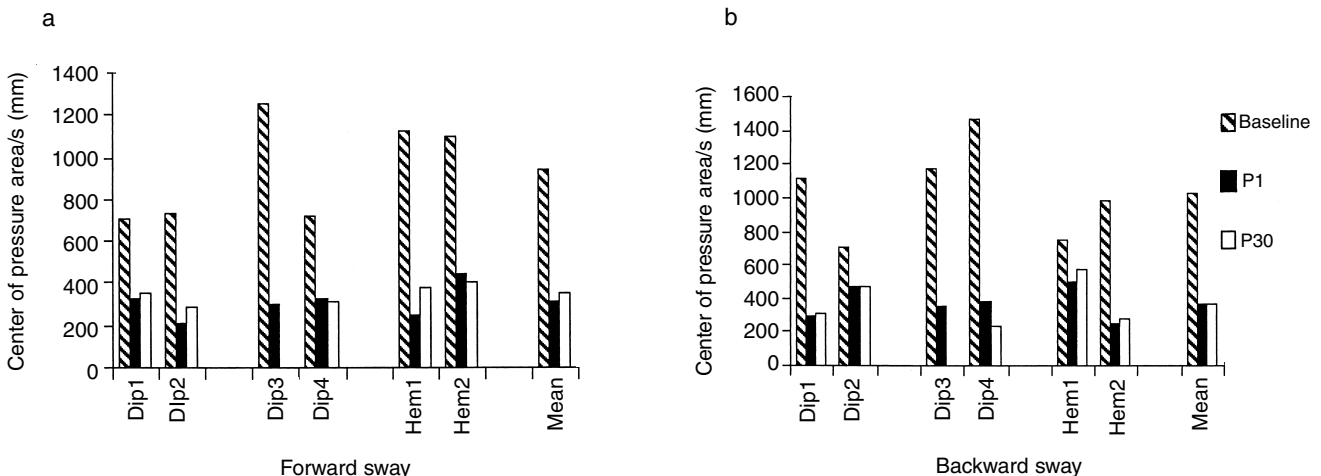 a
Center of pressure area/s (mm)
1400
1200
1000
800
600
400
200
0
Dip1
DIp2
Dip3
Dip4
Hem1
Hem2
Mean
Forward sway
b
Center of pressure area/s (mm)
1600
1400
1200
1000
800
600
400
200
0
Dip1
Dip2
Dip3
Dip4
Hem1
Hem2
Mean
Backward sway
Baseline
P1
P30